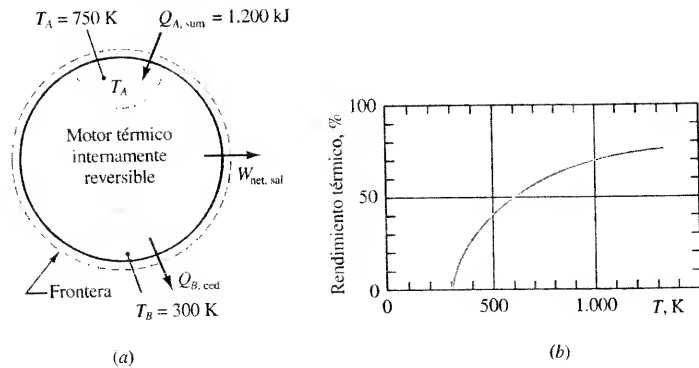 T_A = 750 K
Q_A, sum = 1.200 kJ
T_A
Motor térmico
internamente
reversible
W_net, sal
Q_B, ced
Frontera
T_B = 300 K
(a)
Rendimiento térmico, %
100
50
0
0
500
1.000
T, K
(b)